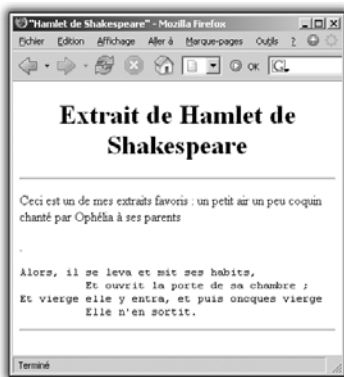 "Hamlet de Shakespeare" - Mozilla Firefox
Fichier Edition Affichage Aller à Marque-pages Outils ?
OK G
Extrait de Hamlet de
Shakespeare
Ceci est un de mes extraits favoris : un petit air un peu coquin
chanté par Ophélia à ses parents
.
Alors, il se leva et mit ses habits,
Et ouvrit la porte de sa chambre ;
Et vierge elle y entra, et puis oncques vierge
Elle n'en sortit.
Terminé